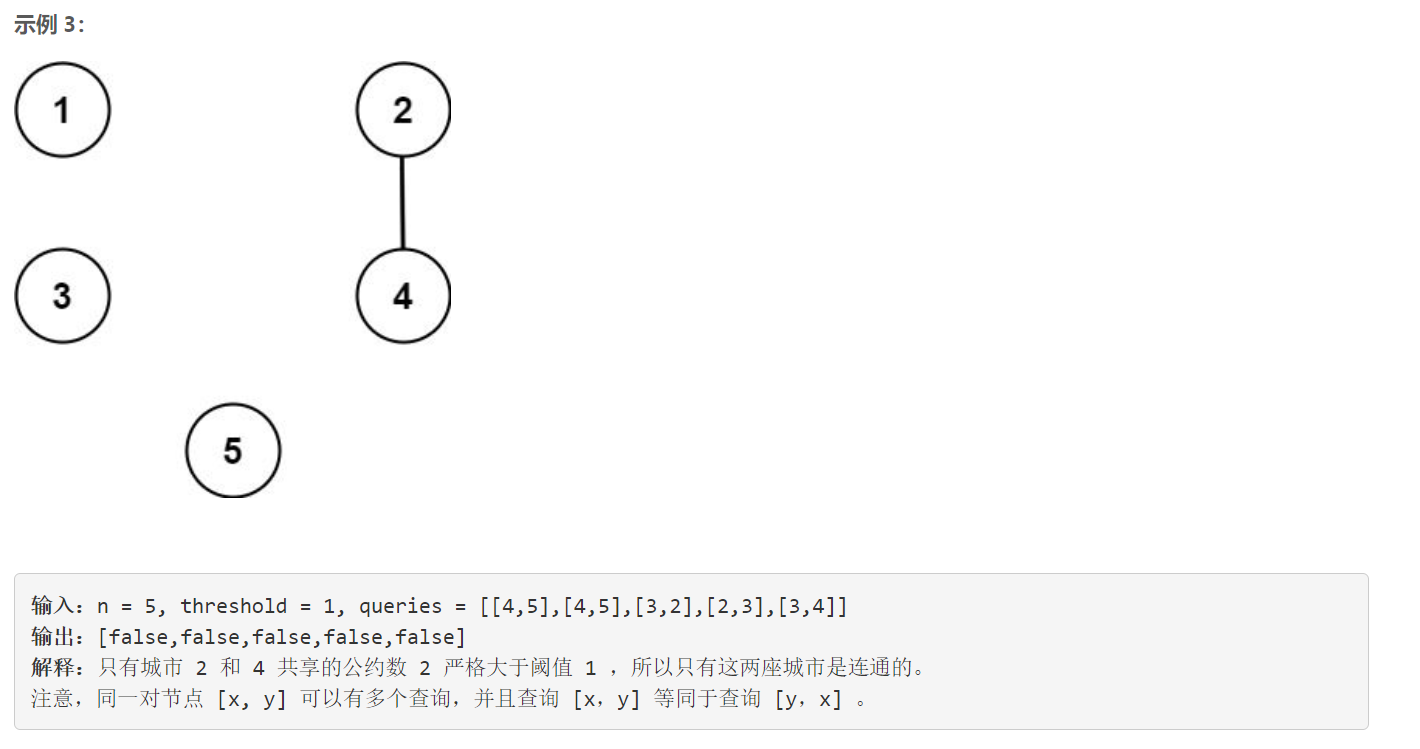 示例 3:
1
2
3
4
5
输入：n = 5, threshold = 1, queries = [[4,5],[4,5],[3,2],[2,3],[3,4]]
输出：[false,false,false,false,false]
解释：只有城市 2 和 4 共享的公约数 2 严格大于阈值 1 ，所以只有这两座城市是连通的。
注意，同一对节点 [x, y] 可以有多个查询，并且查询 [x，y] 等同于查询 [y，x] 。